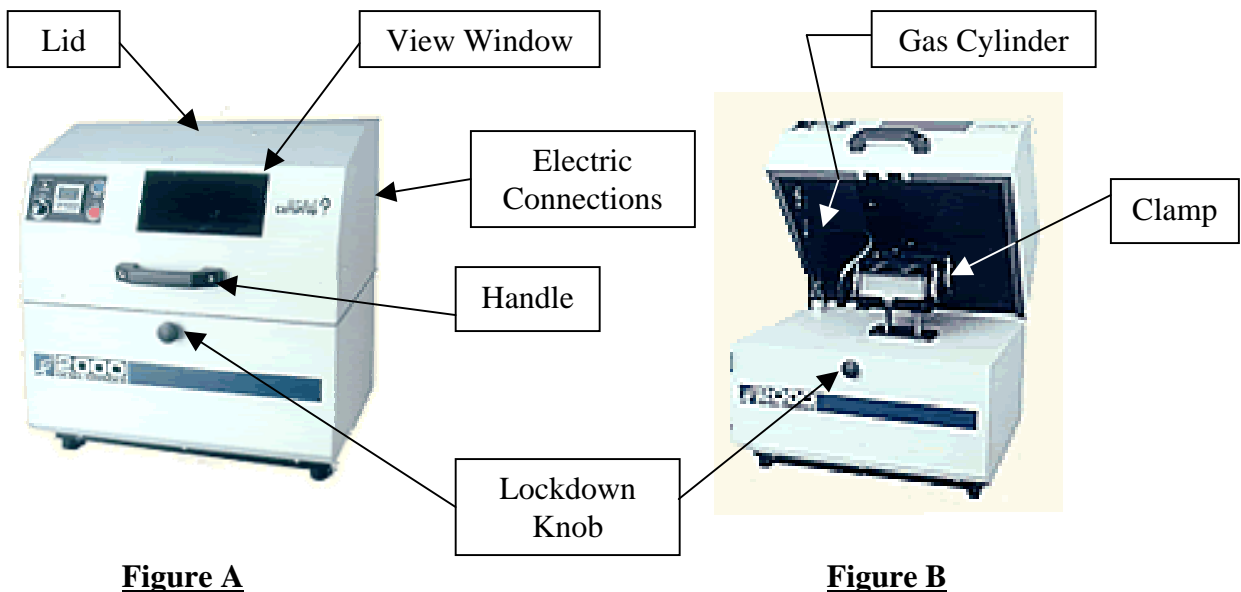 Lid
View Window
Gas Cylinder
Electric
Connections
Clamp
Handle
2000
Lockdown
Knob
Figure A
Figure B